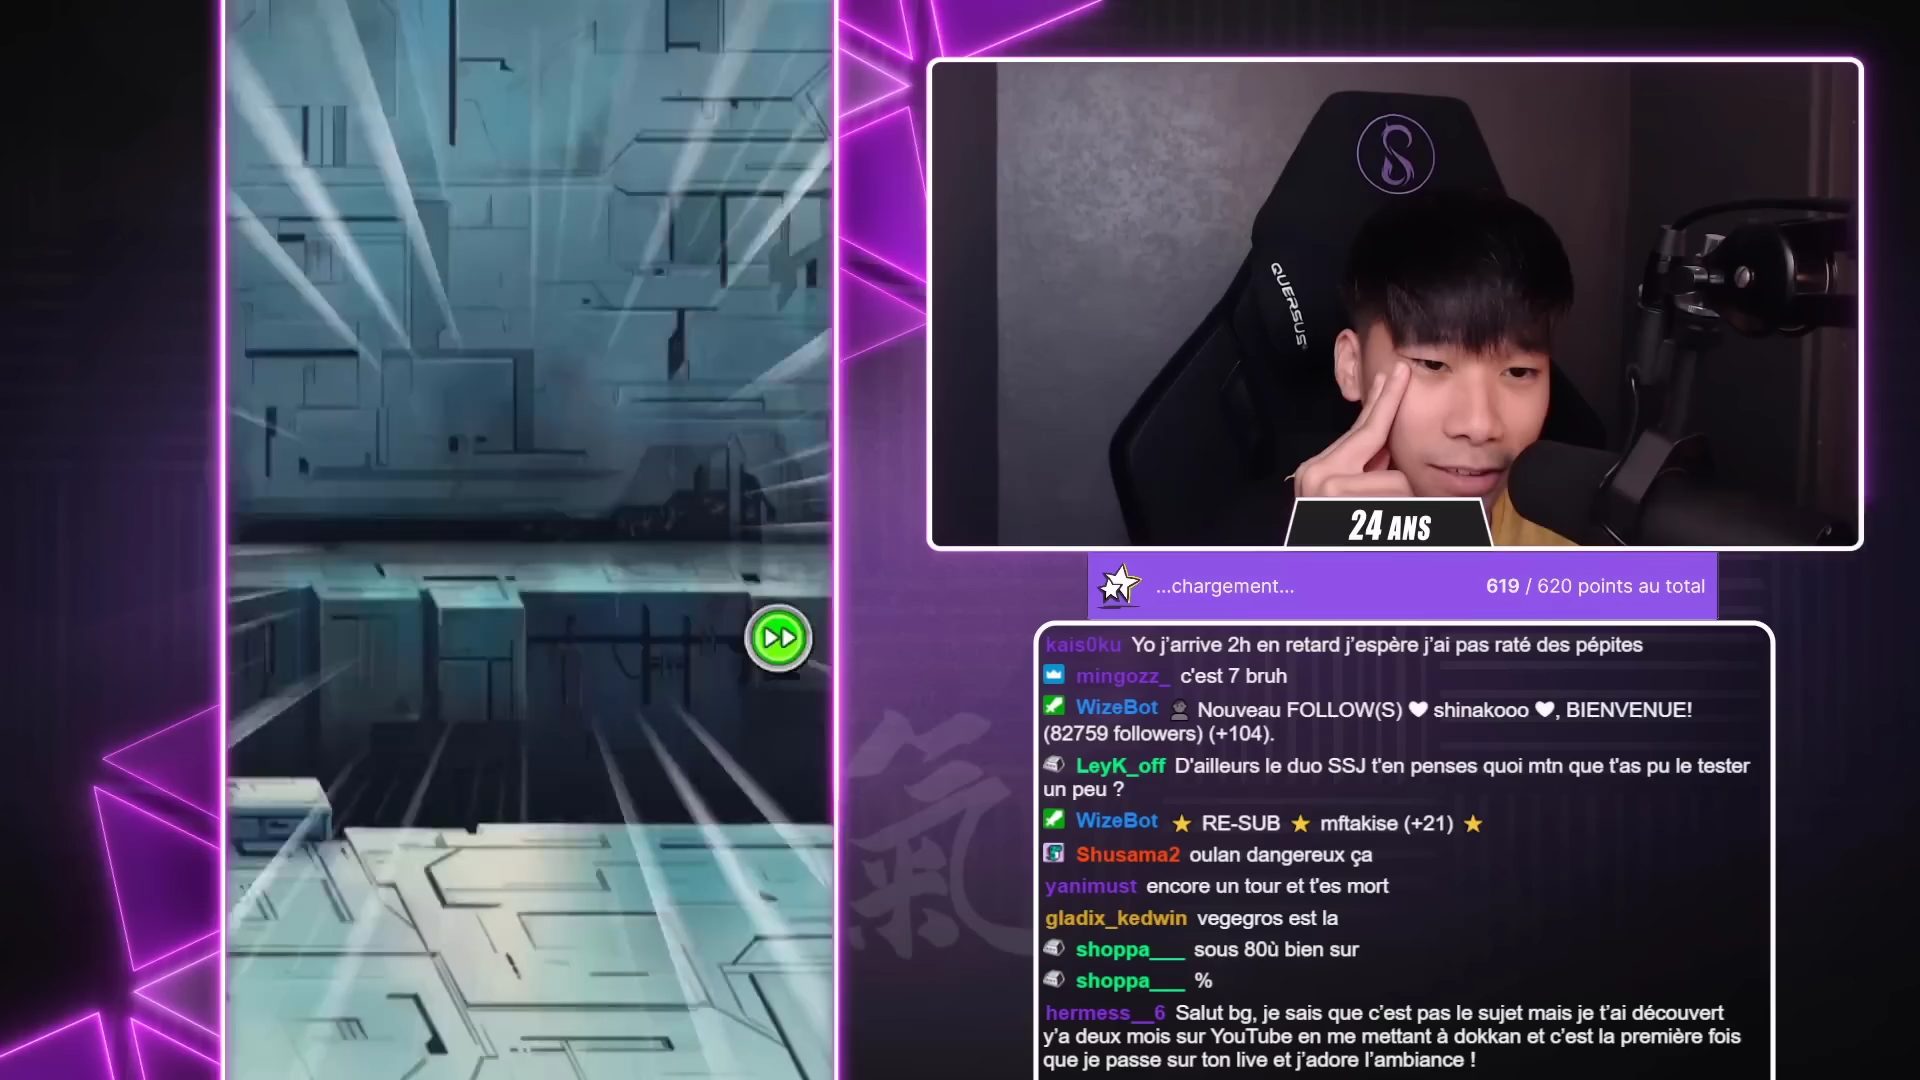 QUERSUS
24 ANS
...chargement...
619 / 620 points au total
kais0ku Yo j’arrive 2h en retard j’espère j’ai pas raté des pépites
mingozz_ c'est 7 bruh
WizeBot Nouveau FOLLOW(S) ♥ shinakooo ♥, BIENVENUE!
(82759 followers) (+104).
LeyK_off D'ailleurs le duo SSJ t'en penses quoi mtn que t'as pu le tester
un peu ?
WizeBot ★ RE-SUB ★ mftakise (+21) ★
Shusama2 oulan dangereux ça
yanimust encore un tour et t'es mort
gladix_kedwin vegegros est la
shoppa___ sous 80ù bien sur
shoppa___ %
hermess__6 Salut bg, je sais que c’est pas le sujet mais je t’ai découvert
y’a deux mois sur YouTube en me mettant à dokkan et c’est la première fois
que je passe sur ton live et j’adore l’ambiance !
氣